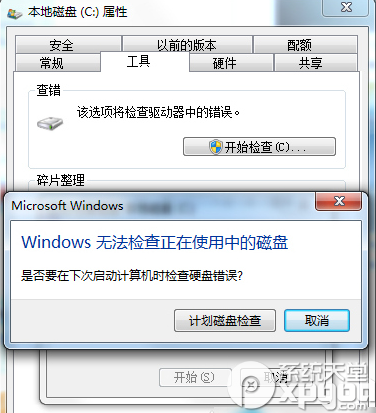 本地磁盘 (C:) 属性
安全 以前的版本 配额
常规 工具 硬件 共享
查错
该选项将检查驱动器中的错误。
开始检查(C)...
碎片整理
Microsoft Windows
Windows 无法检查正在使用中的磁盘
是否要在下次启动计算机时检查硬盘错误?
计划磁盘检查 取消
开始(S) 取消
系统天堂
xpgod
.com